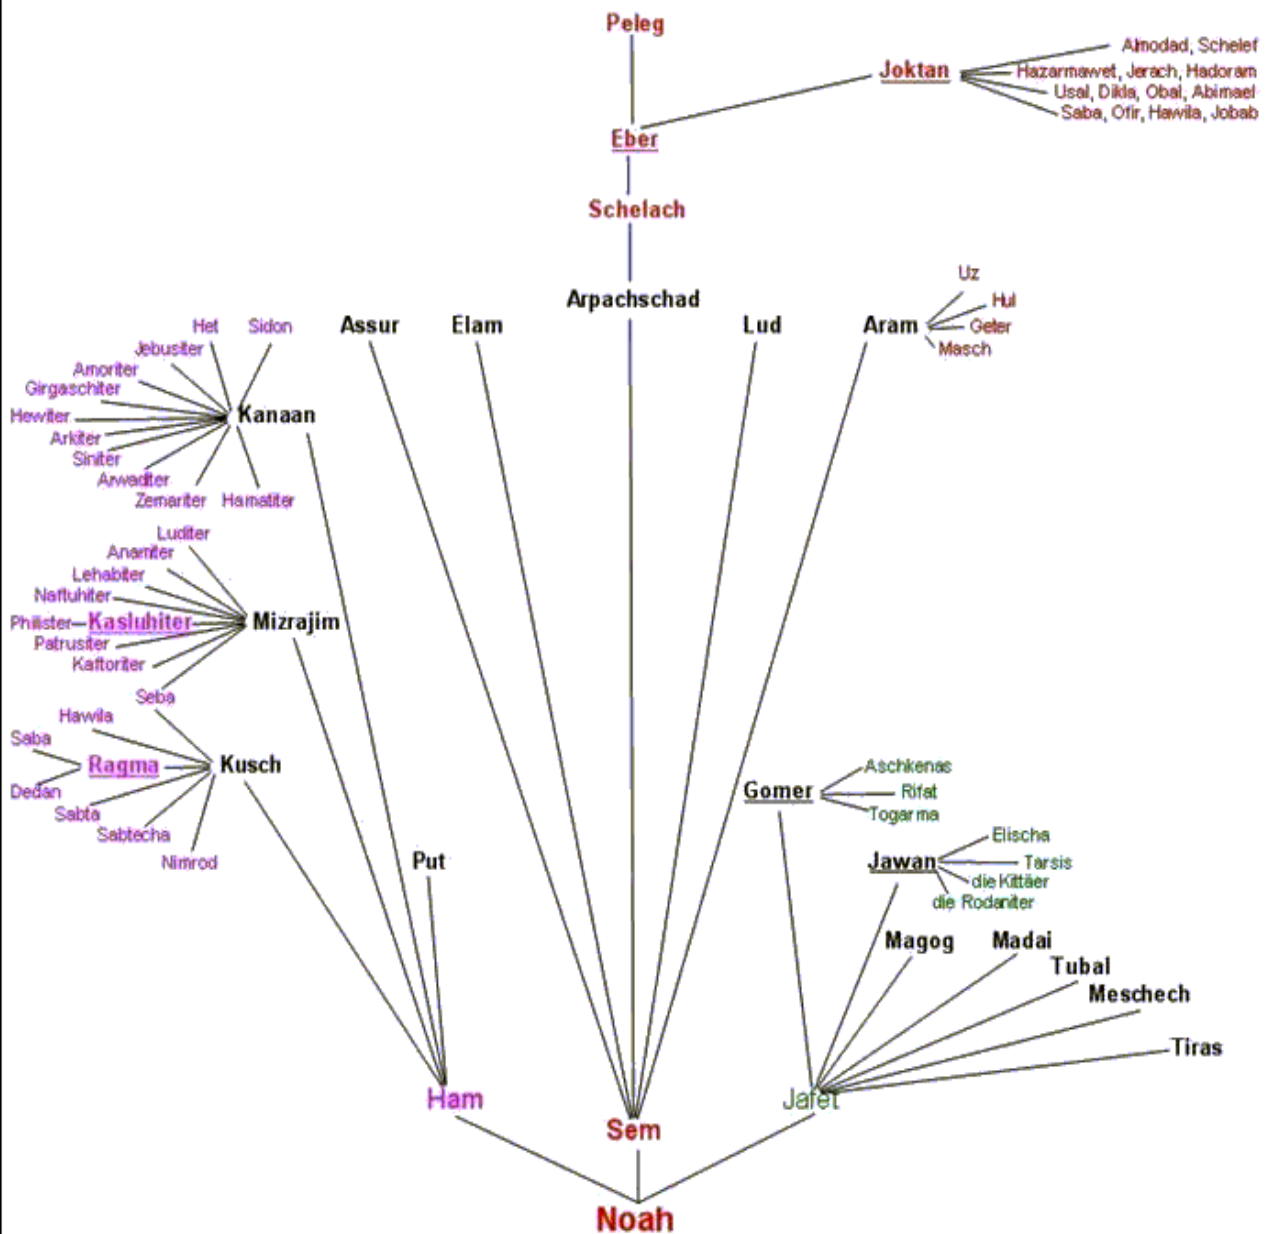 Peleg
Almodad, Schelef
Joktan
Hazarmawet, Jerach, Hadoram
Usal, Dikla, Obal, Abimael
Saba, Ofir, Hawila, Jobab
Eber
Schelach
Uz
Arpachschad
Hul
Het
Sidon
Assur
Elam
Lud
Aram
Geter
Jebusiter
Masch
Amoriter
Girgaschiter
Hewiter
Kanaan
Arkiter
Siniter
Arwaditer
Zemariter
Hamatiter
Luditer
Anamiter
Lehabiter
Naftuhiter
Philister
Kasluhiter
Mizrajim
Patrusiter
Kaftoriter
Seba
Hawila
Saba
Ragma
Kusch
Aschkenas
Dedan
Gomer
Rifat
Sabta
Togarma
Sabtecha
Elischa
Nimrod
Put
Jawan
Tarsis
die Kittäer
die Rodaniter
Magog
Madai
Tubal
Meschech
Tiras
Ham
Jafet
Sem
Noah